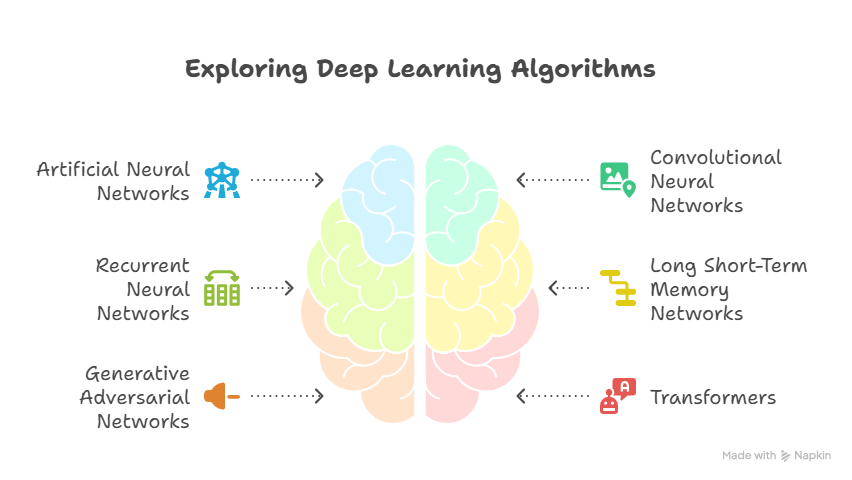 Exploring Deep Learning Algorithms
Artificial Neural
Networks
Convolutional
Neural
Networks
Recurrent
Neural
Networks
Long Short-Term
Memory
Networks
Generative
Adversarial
Networks
A
Transformers
Made with Napkin